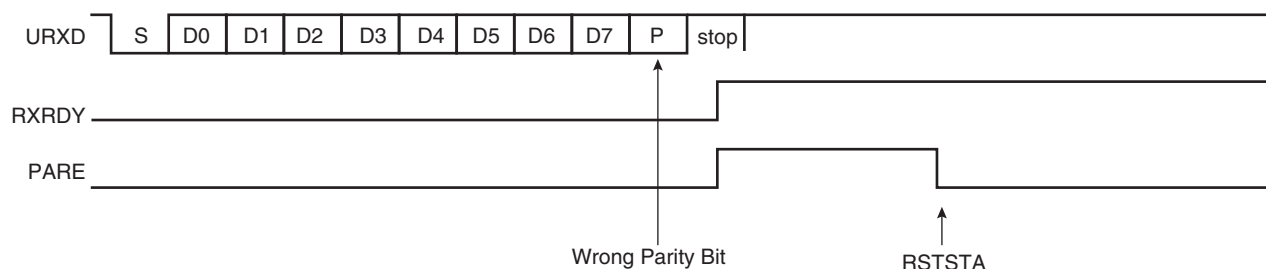 URXD S D0 D1 D2 D3 D4 D5 D6 D7 P stop
RXRDY
PARE
Wrong Parity Bit RSTSTA